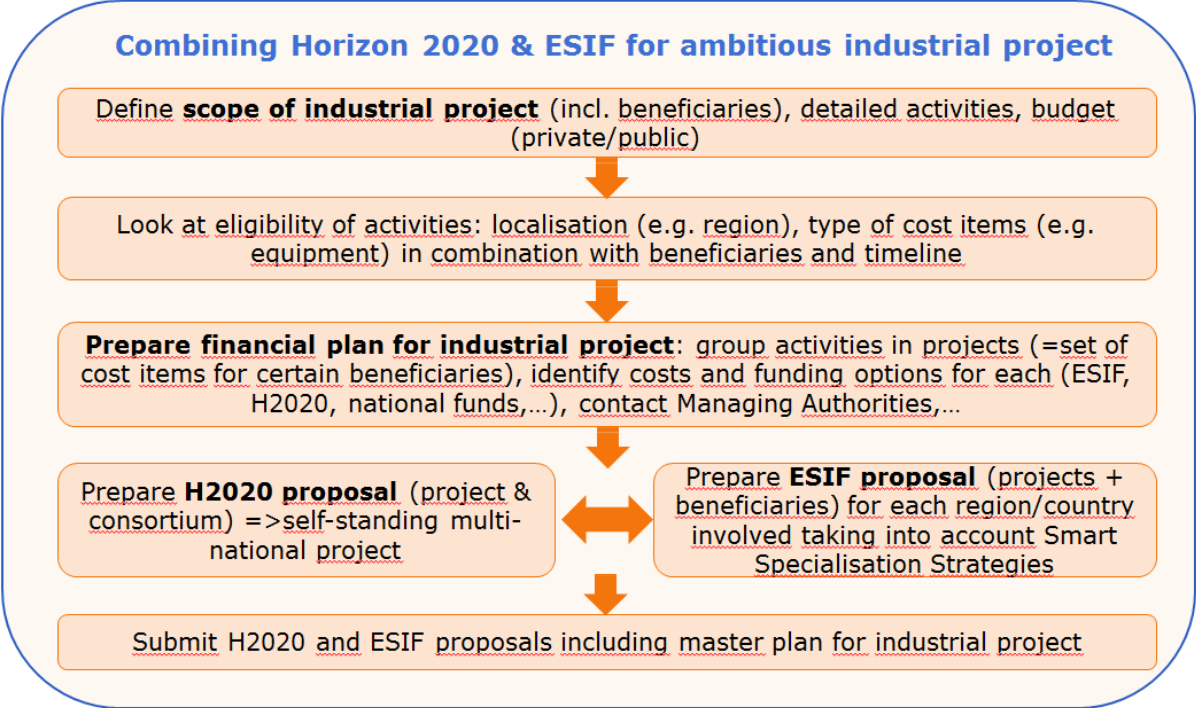 Combining Horizon 2020 & ESIF for ambitious industrial project
Define scope of industrial project (incl. beneficiaries), detailed activities, budget
(private/public)
Look at eligibility of activities: localisation (e.g. region), type of cost items (e.g.
equipment) in combination with beneficiaries and timeline
Prepare financial plan for industrial project: group activities in projects (=set of
cost items for certain beneficiaries), identify costs and funding options for each (ESIF,
H2020, national funds,...), contact Managing Authorities,...
Prepare H2020 proposal (project &
consortium) =>self-standing multi-
national project
Prepare ESIF proposal (projects +
beneficiaries) for each region/country
involved taking into account Smart
Specialisation Strategies
Submit H2020 and ESIF proposals including master plan for industrial project